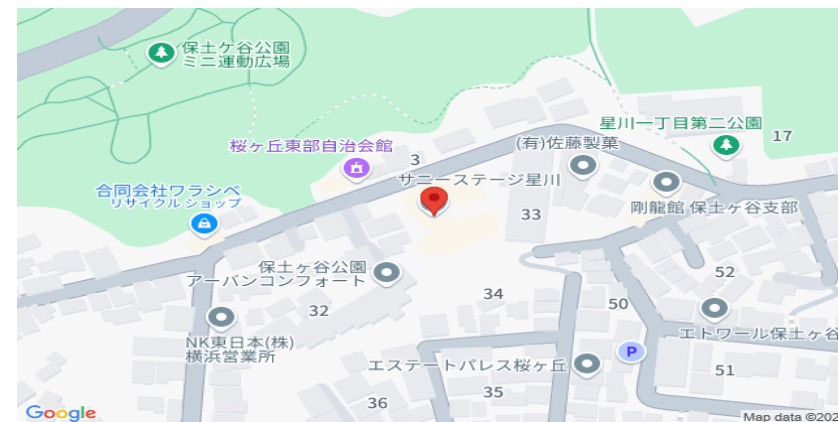 保土ケ谷公園
ミニ運動広場
星川一丁目第二公園
17
(有)佐藤製菓
桜ヶ丘東部自治会館
3
サニーステージ星川
合同会社ワラシベ
リサイクルショップ
33
剛龍館 保土ヶ谷支部
保土ヶ谷公園
アーバンコンフォート
52
34
50
32
エトワール保土ヶ谷
NK東日本(株)
横浜営業所
P
エステートパレス桜ヶ丘
51
35
36
Google
Map data ©202